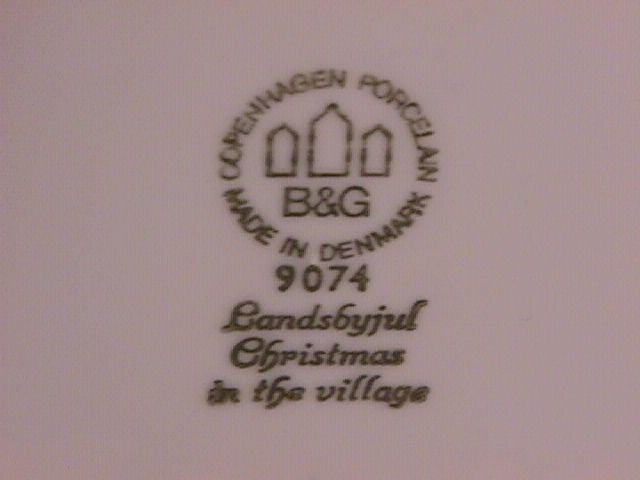 COPENHAGEN PORCELAIN
B&G
MADE IN DENMARK
9074
Landsbyjul
Christmas
in the village